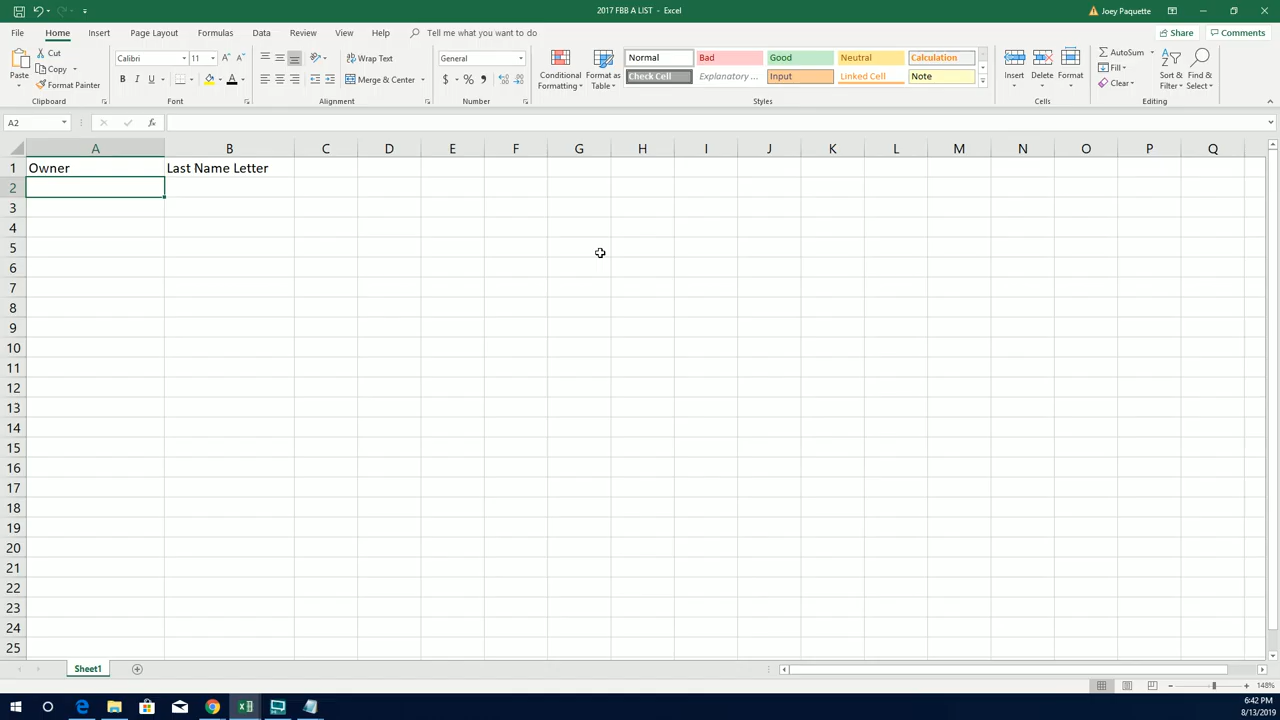 2017 FBB A LIST - Excel
Joey Paquette
File Home Insert Page Layout Formulas Data Review View Help Tell me what you want to do Share Comments
Paste Cut Copy Format Painter Clipboard
Calibri 11 B I U A Font
Wrap Text Merge & Center Alignment
General $ % , Number
Conditional Formatting Format as Table
Normal Bad Good Neutral Calculation
Check Cell Explanatory ... Input Linked Cell Note
Styles
Insert Delete Format Cells
AutoSum Fill Clear Sort & Filter Find & Select Editing
A2 fx
A B C D E F G H I J K L M N O P Q
1 Owner Last Name Letter
2
3
4
5
6
7
8
9
10
11
12
13
14
15
16
17
18
19
20
21
22
23
24
25
Sheet1
148%
6:42 PM
8/13/2019